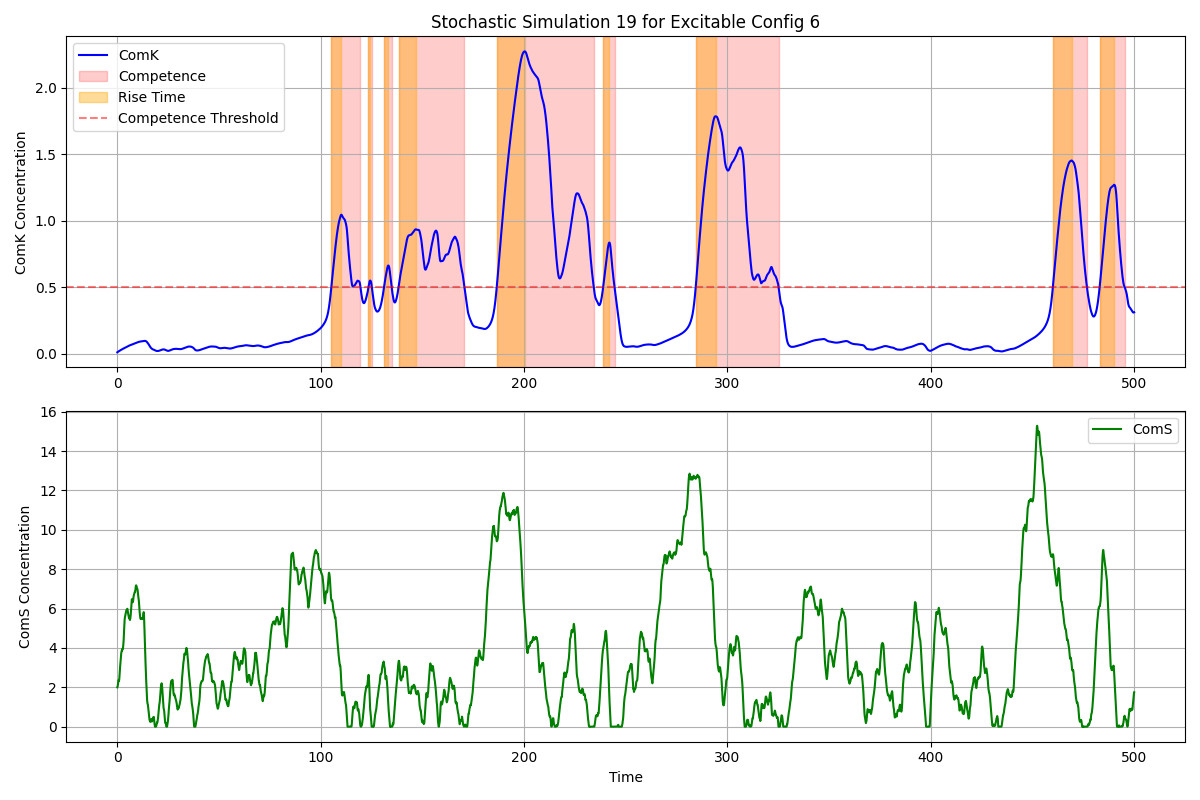 Stochastic Simulation 19 for Excitable Config 6
ComK Concentration
2.0
1.5
1.0
0.5
0.0
ComK
Competence
Rise Time
Competence Threshold
0 100 200 300 400 500
ComS Concentration
16
14
12
10
8
6
4
2
0
ComS
0 100 200 300 400 500
Time